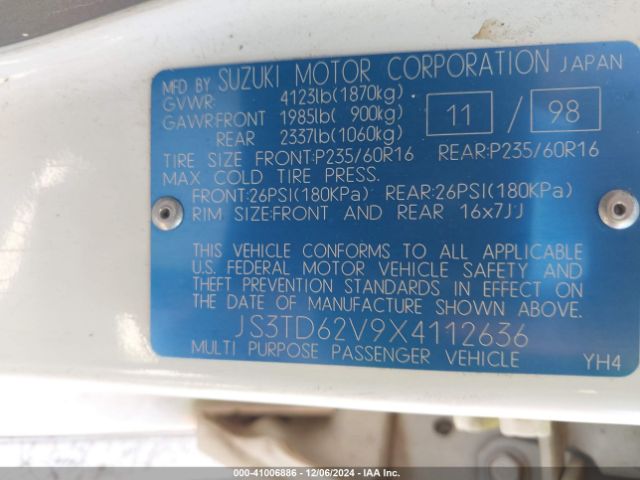 MFD BY SUZUKI MOTOR CORPORATION JAPAN
GVWR: 4123lb(1870kg)
GAWR:FRONT 1985lb( 900kg) 11 / 98
REAR 2337lb(1060kg)
TIRE SIZE FRONT:P235/60R16 REAR:P235/60R16
MAX COLD TIRE PRESS.
FRONT:26PSI(180KPa) REAR:26PSI(180KPa)
RIM SIZE:FRONT AND REAR 16x7JJ
THIS VEHICLE CONFORMS TO ALL APPLICABLE
U.S. FEDERAL MOTOR VEHICLE SAFETY AND
THEFT PREVENTION STANDARDS IN EFFECT ON
THE DATE OF MANUFACTURE SHOWN ABOVE.
JS3TD62V9X4112636
MULTI PURPOSE PASSENGER VEHICLE YH4
000-41006886 - 12/06/2024 - IAA Inc.